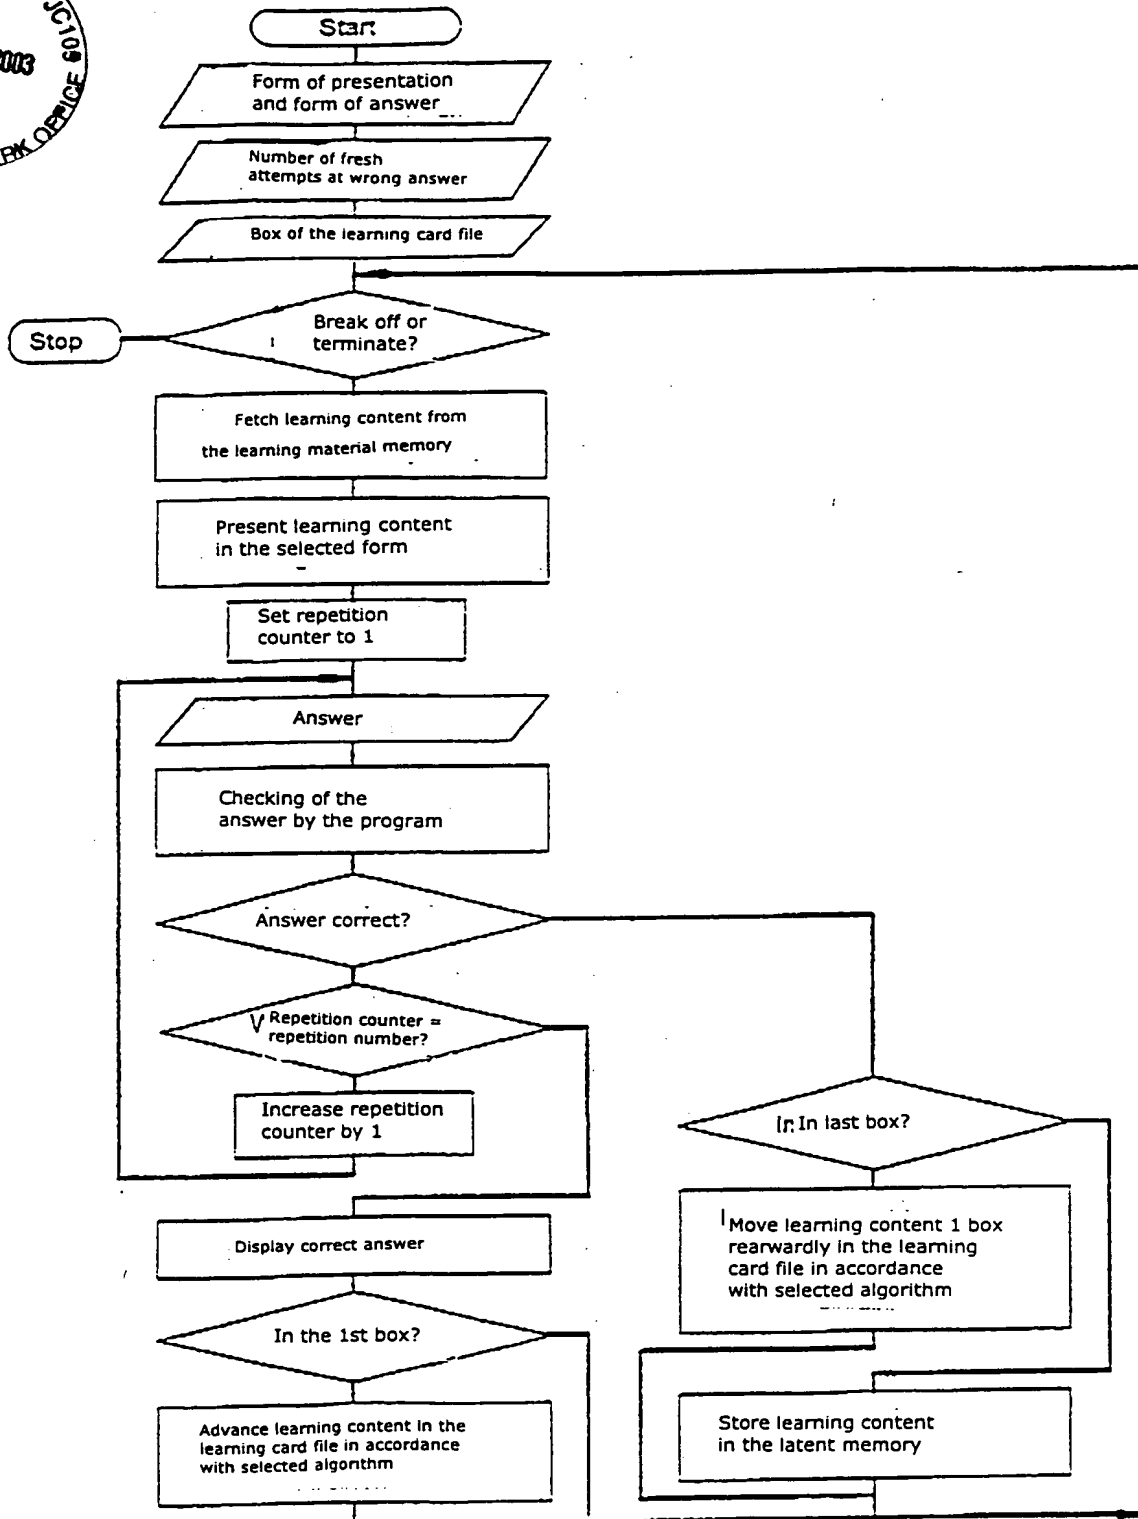 JC106
2003
RK OFFICE
Start
Form of presentation
and form of answer
Number of fresh
attempts at wrong answer
Box of the learning card file
Break off or
terminate?
Stop
Fetch learning content from
the learning material memory
Present learning content
in the selected form
Set repetition
counter to 1
Answer
Checking of the
answer by the program
Answer correct?
V Repetition counter =
repetition number?
Increase repetition
counter by 1
In last box?
Move learning content 1 box
rearwardly in the learning
card file in accordance
with selected algorithm
Display correct answer
In the 1st box?
Store learning content
in the latent memory
Advance learning content in the
learning card file in accordance
with selected algorithm